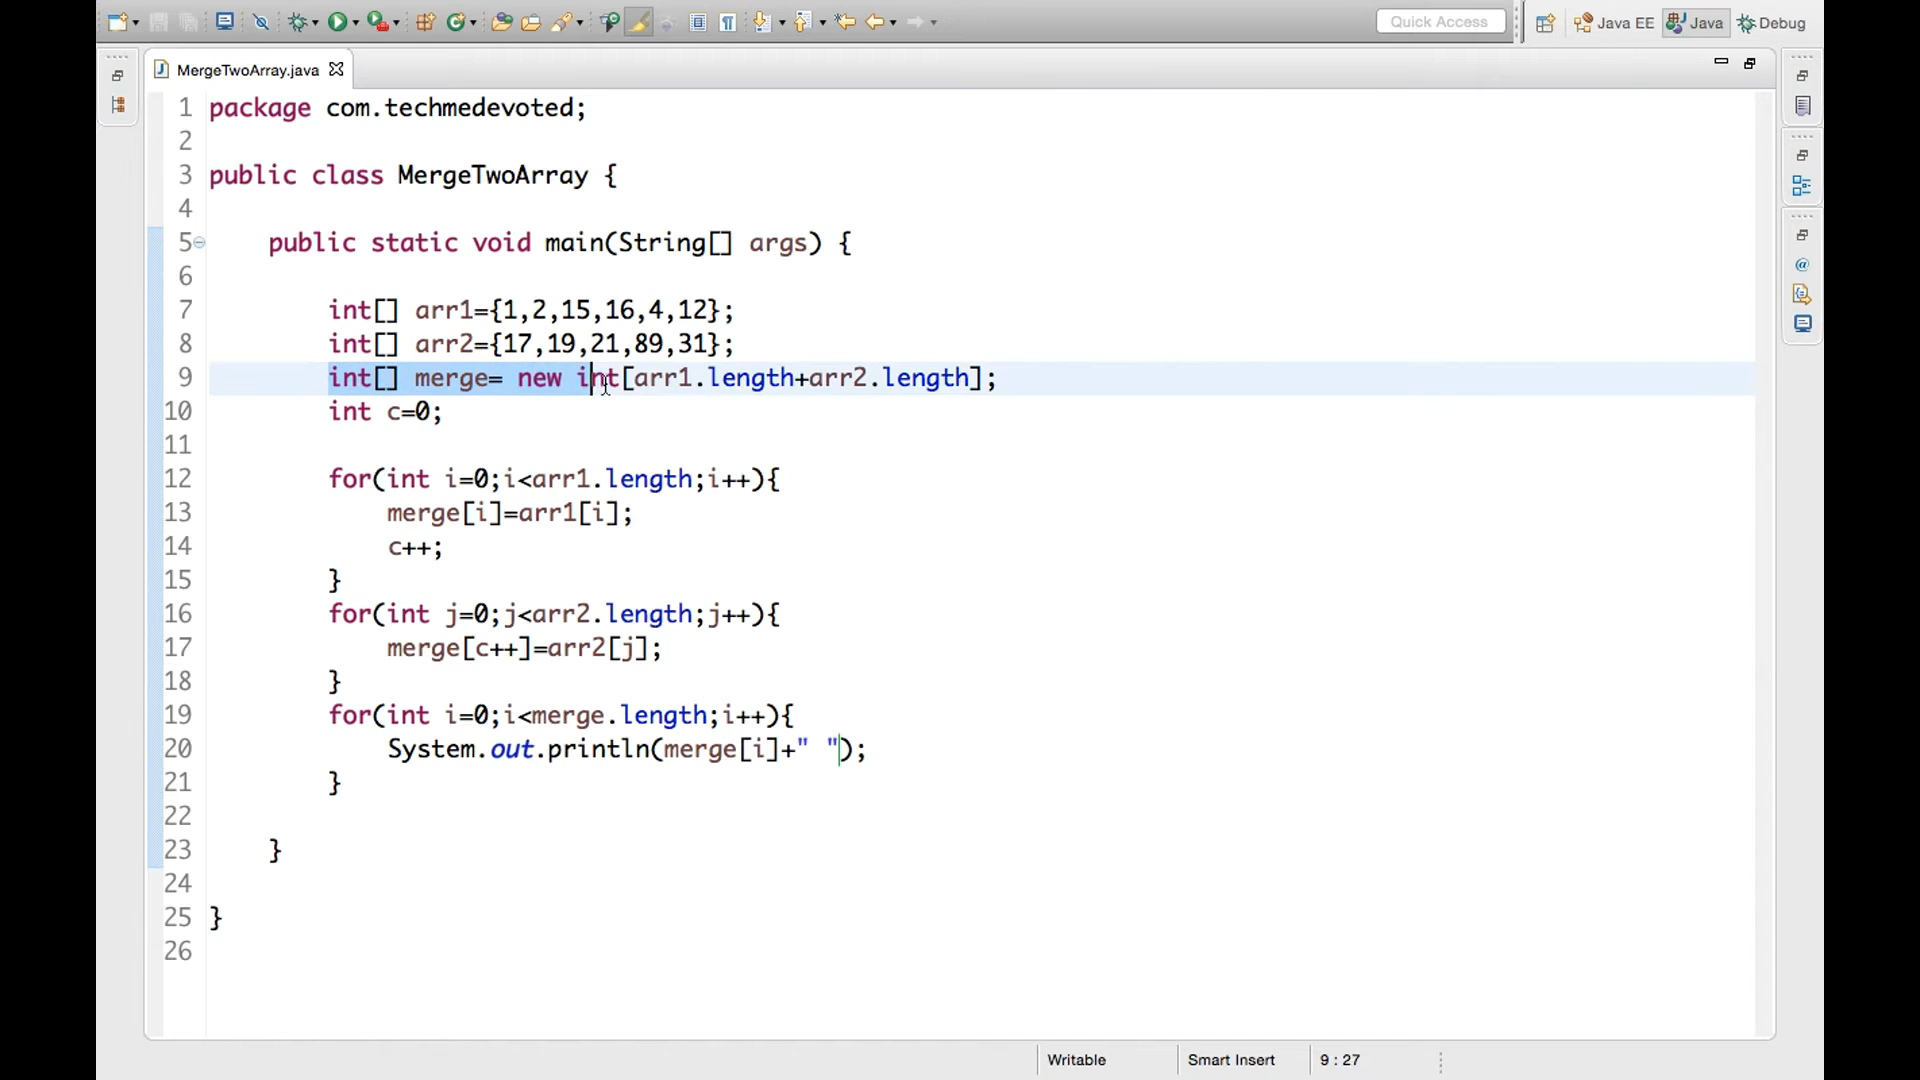 Quick Access
Java EE
Java
Debug
MergeTwoArray.java
1 package com.techmedevoted;
2
3 public class MergeTwoArray {
4
5 public static void main(String[] args) {
6
7 int[] arr1={1,2,15,16,4,12};
8 int[] arr2={17,19,21,89,31};
9 int[] merge= new int[arr1.length+arr2.length];
10 int c=0;
11
12 for(int i=0;i<arr1.length;i++){
13 merge[i]=arr1[i];
14 c++;
15 }
16 for(int j=0;j<arr2.length;j++){
17 merge[c++]=arr2[j];
18 }
19 for(int i=0;i<merge.length;i++){
20 System.out.println(merge[i]+" ");
21 }
22
23 }
24
25 }
26
Writable
Smart Insert
9 : 27